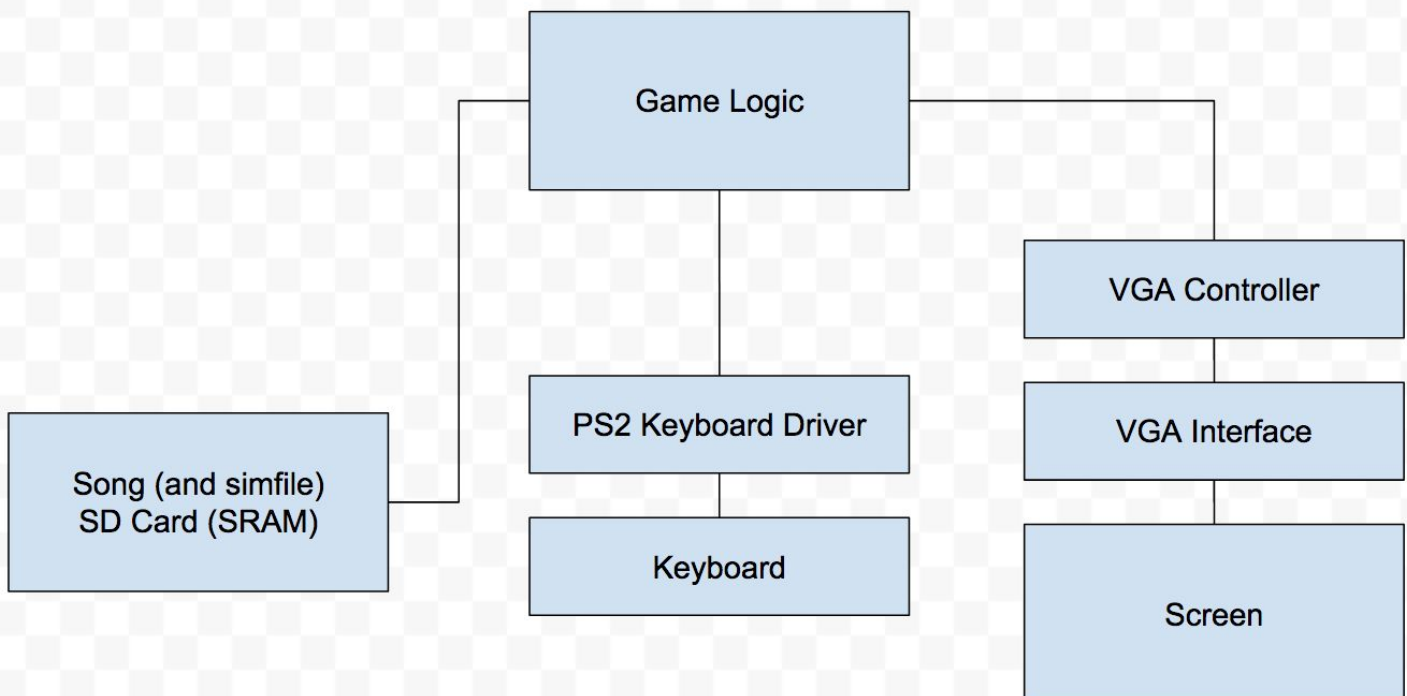 Game Logic
VGA Controller
PS2 Keyboard Driver
VGA Interface
Song (and simfile)
SD Card (SRAM)
Keyboard
Screen